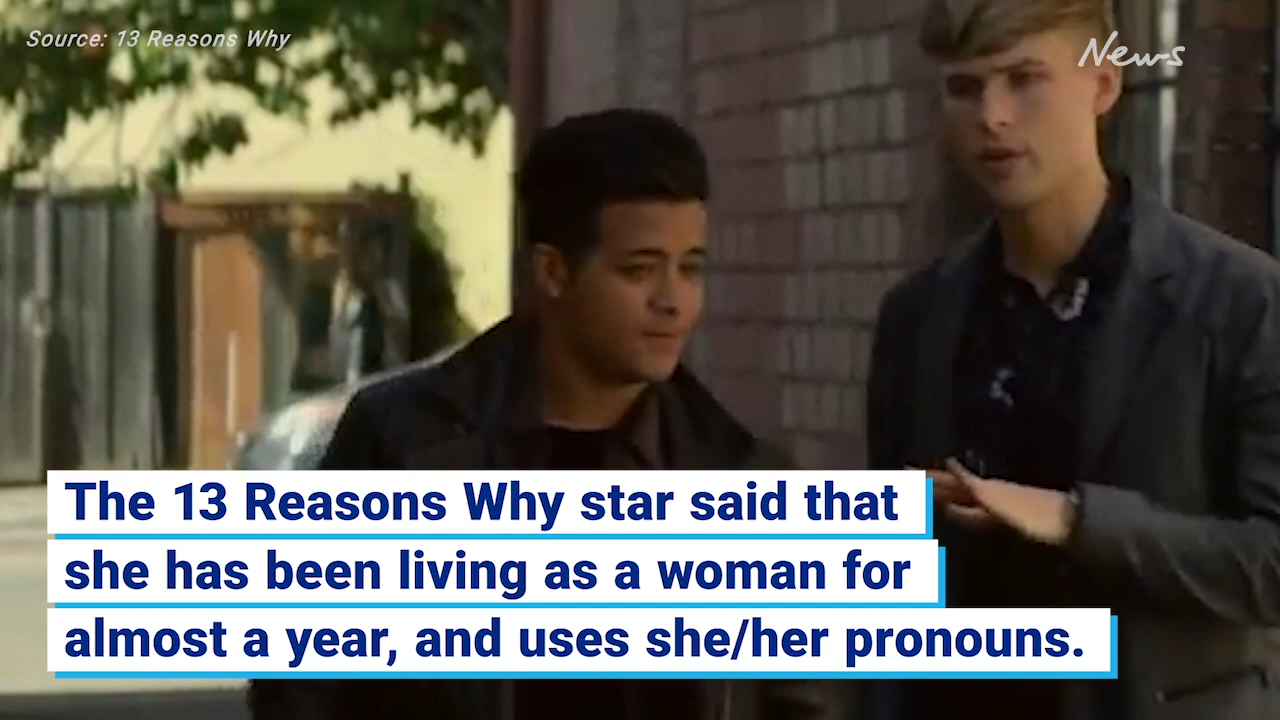 Source: 13 Reasons Why
News
The 13 Reasons Why star said that
she has been living as a woman for
almost a year, and uses she/her pronouns.